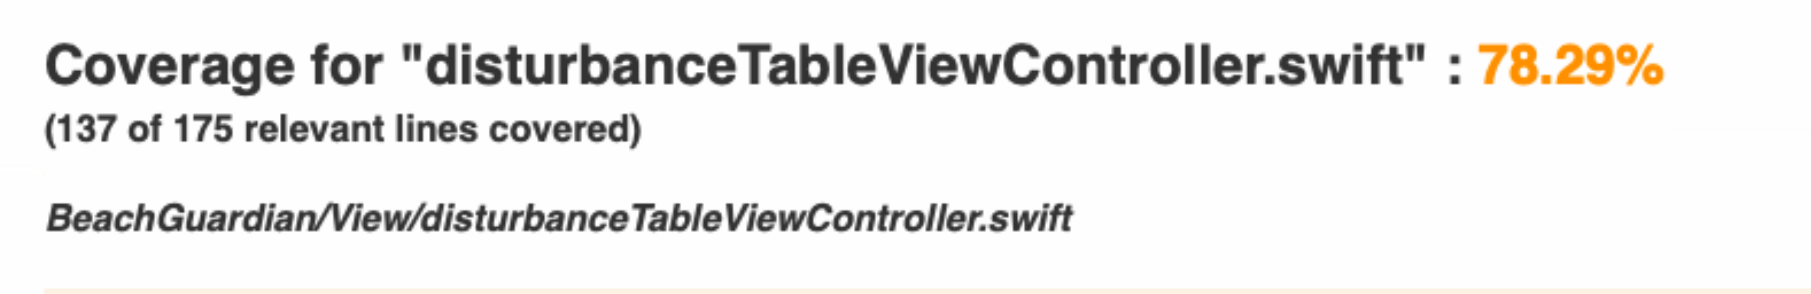 Coverage for "disturbanceTableViewController.swift" : 78.29%
(137 of 175 relevant lines covered)
BeachGuardian/View/disturbanceTableViewController.swift